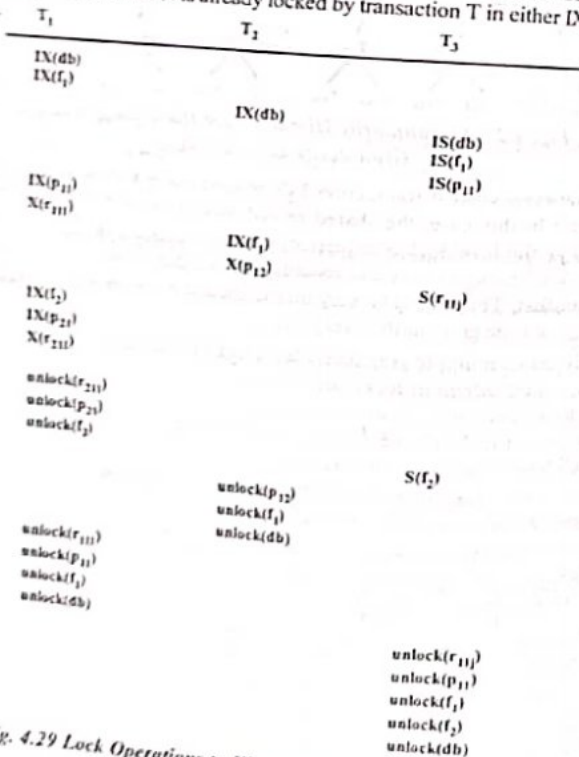 already locked by transaction T in either IX
T₁ T₂ T₃
IX(db)
IX(f₁)
IX(db)
IS(db)
IS(f₁)
IS(p₁₁)
IX(p₁₁)
X(r₁₁₁)
IX(f₁)
X(p₁₂)
S(r₁₁ⱼ)
IX(f₂)
IX(p₂₁)
X(r₂₁₁)
unlock(r₂₁₁)
unlock(p₂₁)
unlock(f₂)
S(f₂)
unlock(p₁₂)
unlock(f₁)
unlock(db)
unlock(r₁₁₁)
unlock(p₁₁)
unlock(f₁)
unlock(db)
unlock(r₁₁ⱼ)
unlock(p₁₁)
unlock(f₁)
unlock(f₂)
unlock(db)
g. 4.29 Lock Operations